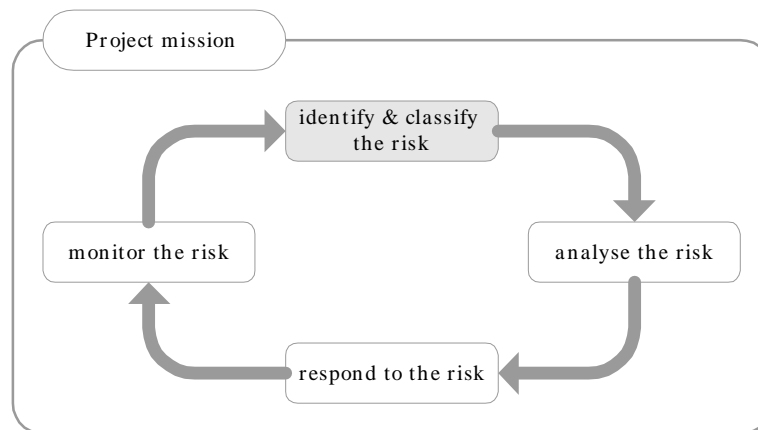 Project mission
identify & classify
the risk
monitor the risk
analyse the risk
respond to the risk